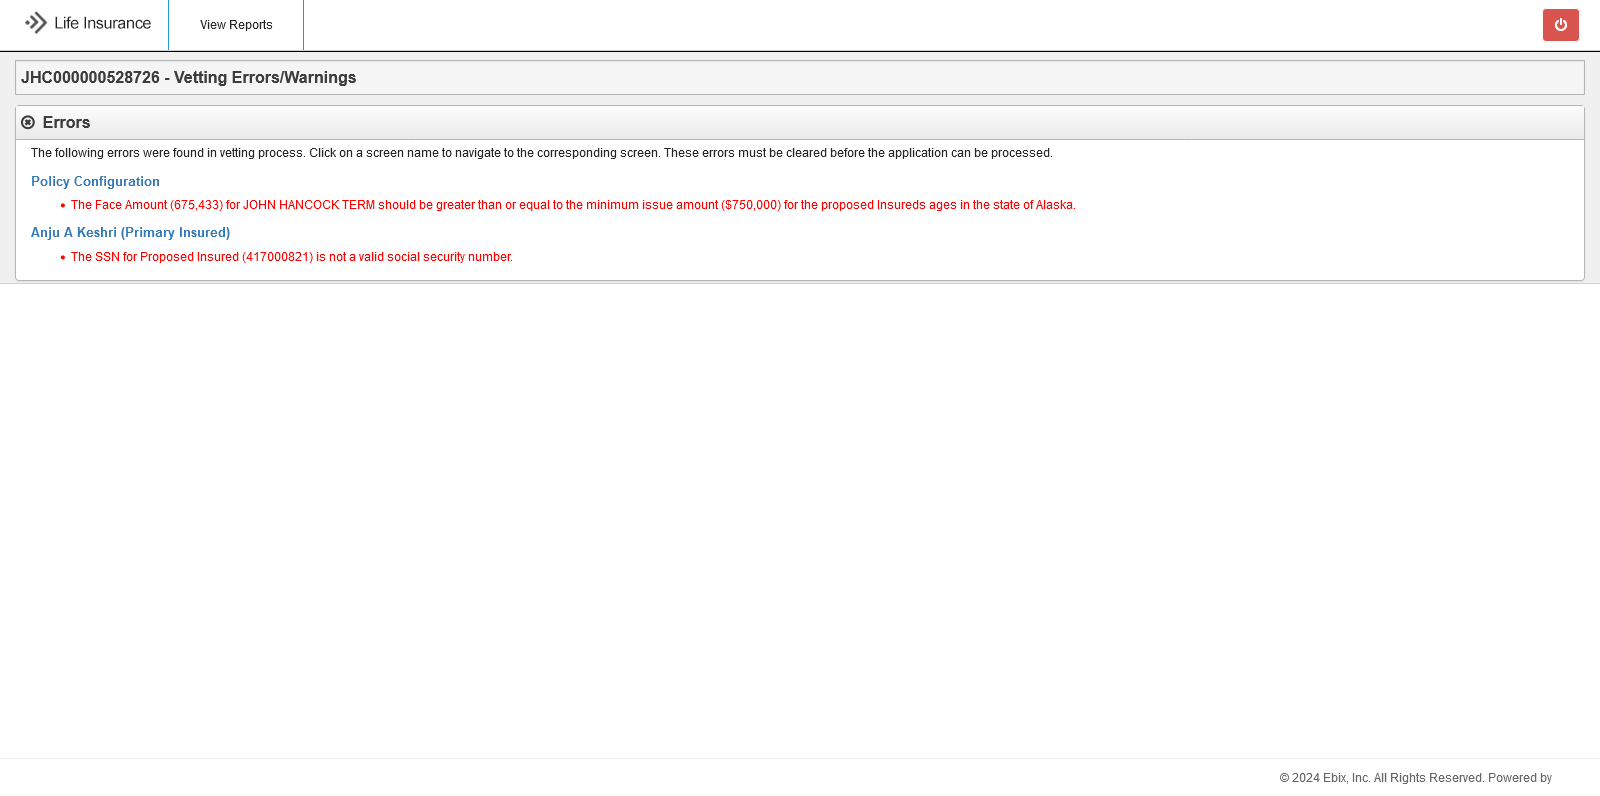 Life Insurance
View Reports
JHC000000528726 - Vetting Errors/Warnings
Errors
The following errors were found in vetting process. Click on a screen name to navigate to the corresponding screen. These errors must be cleared before the application can be processed.
Policy Configuration
• The Face Amount (675,433) for JOHN HANCOCK TERM should be greater than or equal to the minimum issue amount ($750,000) for the proposed Insureds ages in the state of Alaska.
Anju A Keshri (Primary Insured)
• The SSN for Proposed Insured (417000821) is not a valid social security number.
© 2024 Ebix, Inc. All Rights Reserved. Powered by